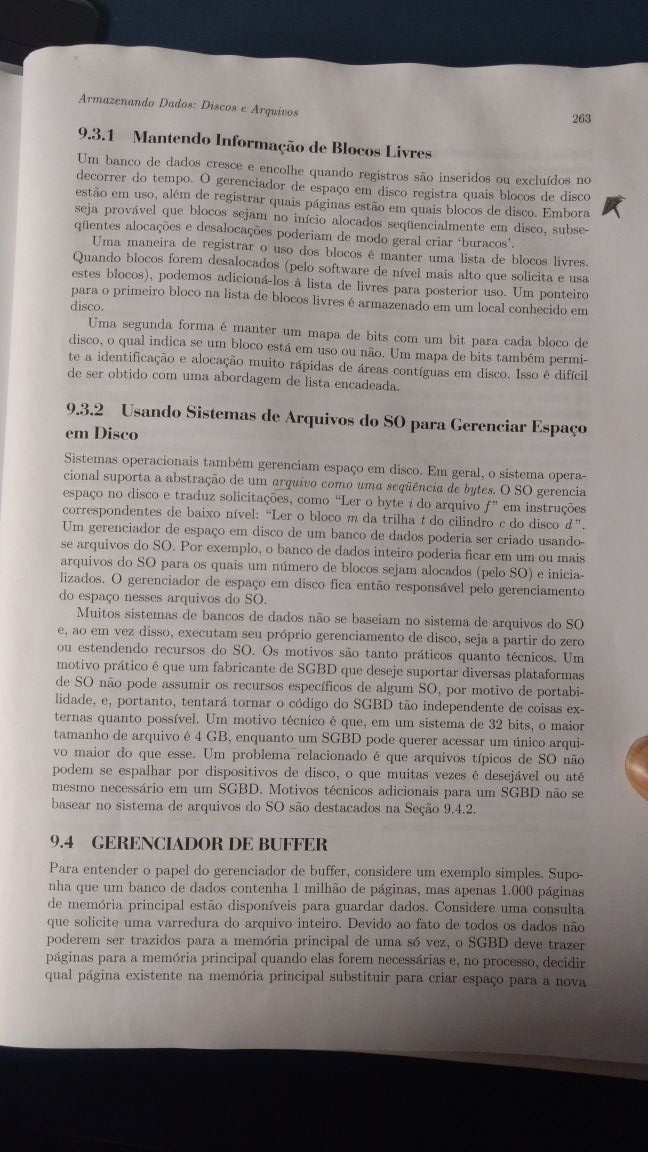 Armazenando Dados: Discos e Arquivos
263
9.3.1 Mantendo Informação de Blocos Livres
Um banco de dados cresce e encolhe quando registros são inseridos ou excluídos no
decorrer do tempo. O gerenciador de espaço em disco registra quais blocos de disco
estão em uso, além de registrar quais páginas estão em quais blocos de disco. Embora
seja provável que blocos sejam no início alocados seqüencialmente em disco, subse-
qüentes alocações e desalocações poderiam de modo geral criar ‘buracos’.
Uma maneira de registrar o uso dos blocos é manter uma lista de blocos livres.
Quando blocos forem desalocados (pelo software de nível mais alto que solicita e usa
estes blocos), podemos adicioná-los à lista de livres para posterior uso. Um ponteiro
para o primeiro bloco na lista de blocos livres é armazenado em um local conhecido em
disco.
Uma segunda forma é manter um mapa de bits com um bit para cada bloco de
disco, o qual indica se um bloco está em uso ou não. Um mapa de bits também permi-
te a identificação e alocação muito rápidas de áreas contíguas em disco. Isso é difícil
de ser obtido com uma abordagem de lista encadeada.
9.3.2 Usando Sistemas de Arquivos do SO para Gerenciar Espaço
em Disco
Sistemas operacionais também gerenciam espaço em disco. Em geral, o sistema opera-
cional suporta a abstração de um arquivo como uma seqüência de bytes. O SO gerencia
espaço no disco e traduz solicitações, como “Ler o byte i do arquivo f” em instruções
correspondentes de baixo nível: “Ler o bloco m da trilha t do cilindro c do disco d”.
Um gerenciador de espaço em disco de um banco de dados poderia ser criado usando-
se arquivos do SO. Por exemplo, o banco de dados inteiro poderia ficar em um ou mais
arquivos do SO para os quais um número de blocos sejam alocados (pelo SO) e inicia-
lizados. O gerenciador de espaço em disco fica então responsável pelo gerenciamento
do espaço nesses arquivos do SO.
Muitos sistemas de bancos de dados não se baseiam no sistema de arquivos do SO
e, ao em vez disso, executam seu próprio gerenciamento de disco, seja a partir do zero
ou estendendo recursos do SO. Os motivos são tanto práticos quanto técnicos. Um
motivo prático é que um fabricante de SGBD que deseje suportar diversas plataformas
de SO não pode assumir os recursos específicos de algum SO, por motivo de portabi-
lidade, e, portanto, tentará tornar o código do SGBD tão independente de coisas ex-
ternas quanto possível. Um motivo técnico é que, em um sistema de 32 bits, o maior
tamanho de arquivo é 4 GB, enquanto um SGBD pode querer acessar um único arqui-
vo maior do que esse. Um problema relacionado é que arquivos típicos de SO não
podem se espalhar por dispositivos de disco, o que muitas vezes é desejável ou até
mesmo necessário em um SGBD. Motivos técnicos adicionais para um SGBD não se
basear no sistema de arquivos do SO são destacados na Seção 9.4.2.
9.4 GERENCIADOR DE BUFFER
Para entender o papel do gerenciador de buffer, considere um exemplo simples. Supo-
nha que um banco de dados contenha 1 milhão de páginas, mas apenas 1.000 páginas
de memória principal estão disponíveis para guardar dados. Considere uma consulta
que solicite uma varredura do arquivo inteiro. Devido ao fato de todos os dados não
poderem ser trazidos para a memória principal de uma só vez, o SGBD deve trazer
páginas para a memória principal quando elas forem necessárias e, no processo, decidir
qual página existente na memória principal substituir para criar espaço para a nova